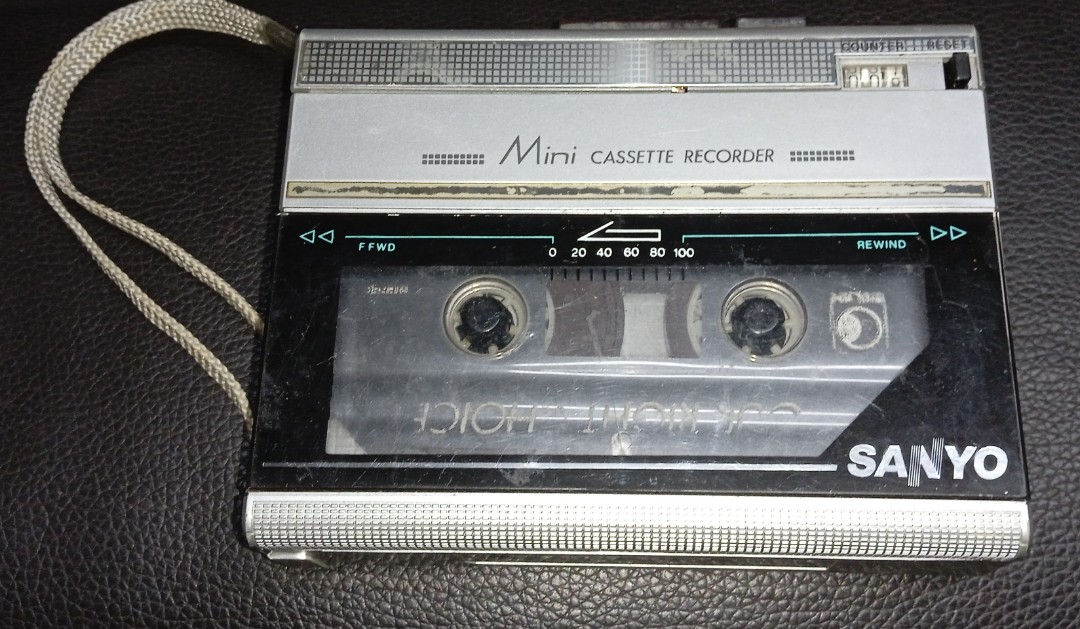 COUNTER RESET
Mini CASSETTE RECORDER
FFWD
REWIND
0 20 40 60 80 100
SANYO